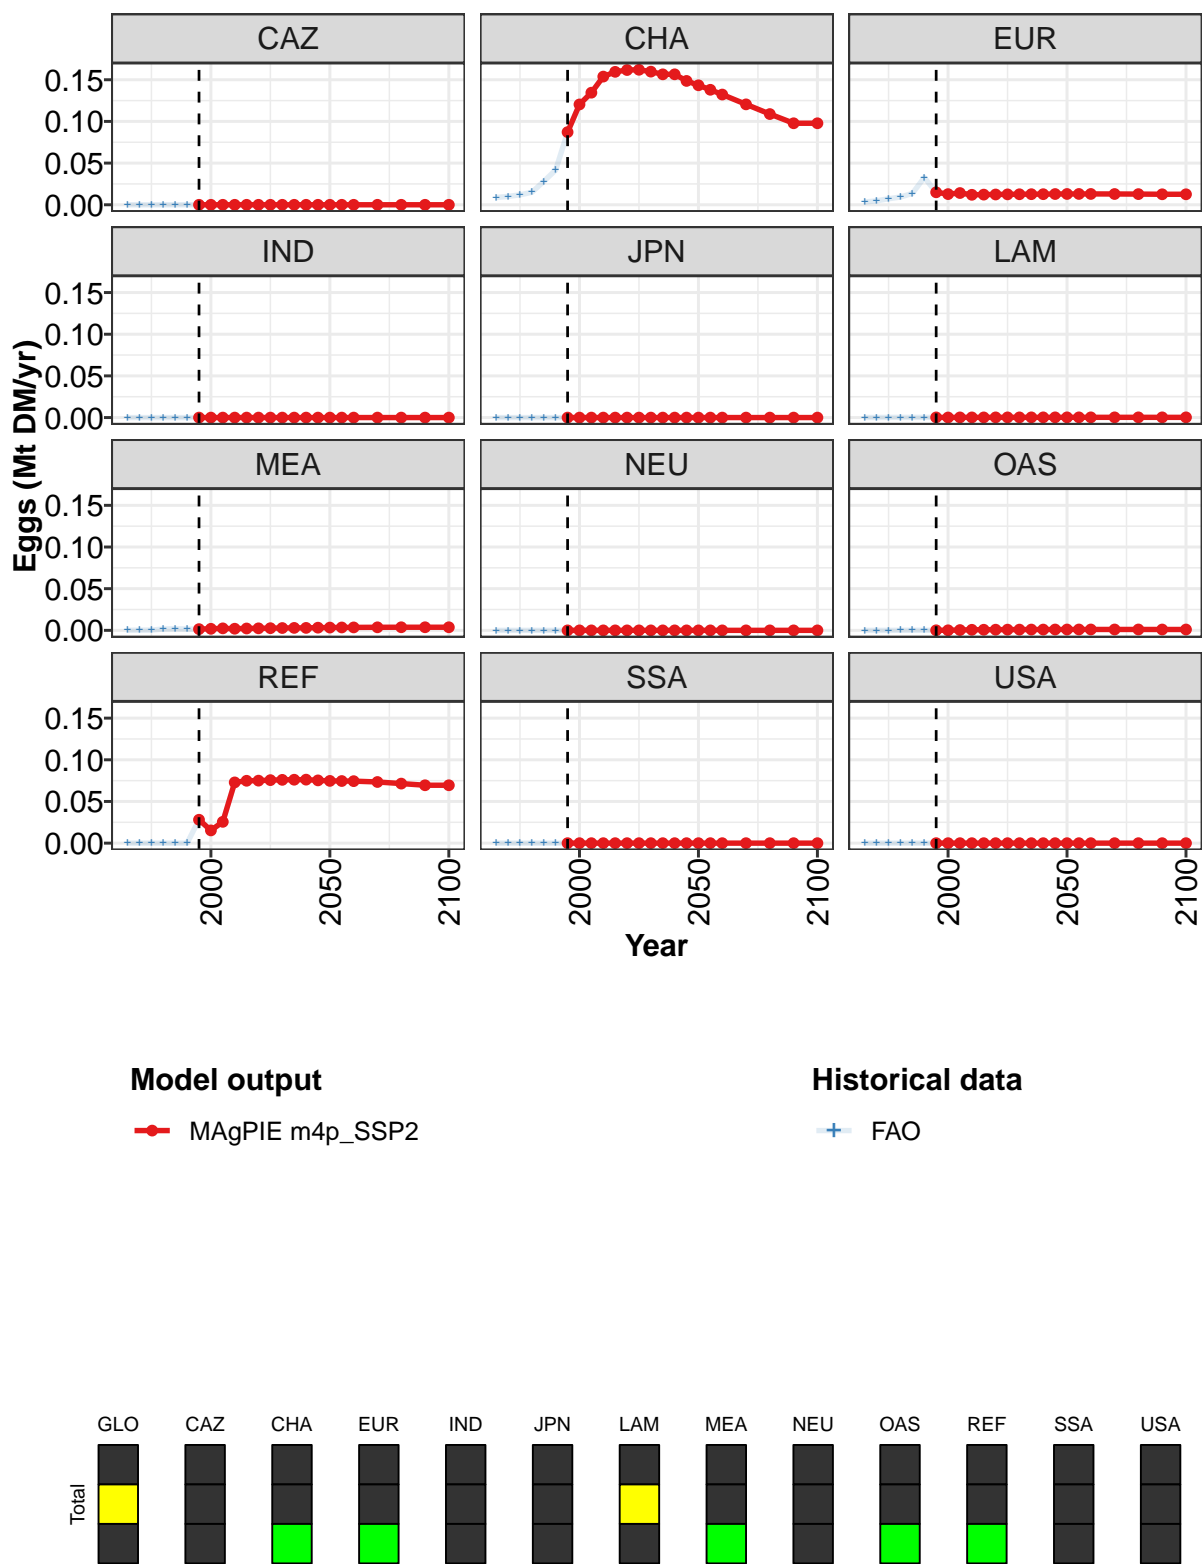 CAZ CHA EUR
0.15
0.10
0.05
0.00
IND JPN LAM
0.15
0.10
0.05
0.00
MEA NEU OAS
0.15
0.10
0.05
0.00
REF SSA USA
0.15
0.10
0.05
0.00
Eggs (Mt DM/yr)
2000 2050 2100 2000 2050 2100 2000 2050 2100
Year
Model output Historical data
MAgPIE m4p_SSP2 FAO
GLO CAZ CHA EUR IND JPN LAM MEA NEU OAS REF SSA USA
Total